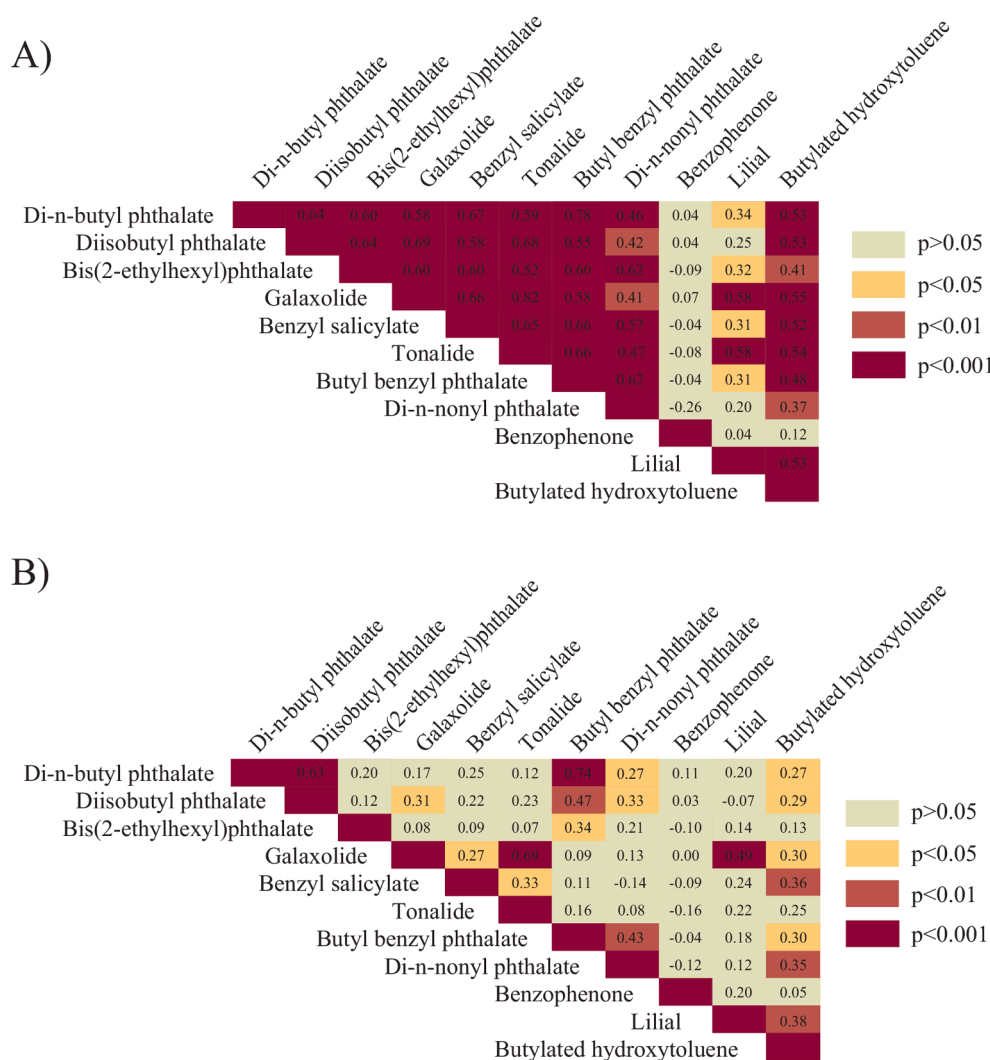 A)
Di-n-butyl phthalate
Diisobutyl phthalate
Bis(2-ethylhexyl)phthalate
Galaxolide
Benzyl salicylate
Tonalide
Butyl benzyl phthalate
Di-n-nonyl phthalate
Benzophenone
Lilial
Butylated hydroxytoluene
Di-n-butyl phthalate 0.64 0.60 0.58 0.67 0.59 0.78 0.46 0.04 0.34 0.53
Diisobutyl phthalate 0.64 0.69 0.58 0.68 0.55 0.42 0.04 0.25 0.53
Bis(2-ethylhexyl)phthalate 0.60 0.60 0.52 0.60 0.62 -0.09 0.32 0.41
Galaxolide 0.66 0.82 0.58 0.41 0.07 0.58 0.55
Benzyl salicylate 0.65 0.66 0.57 -0.04 0.31 0.52
Tonalide 0.66 0.47 -0.08 0.58 0.54
Butyl benzyl phthalate 0.62 -0.04 0.31 0.48
Di-n-nonyl phthalate -0.26 0.20 0.37
Benzophenone 0.04 0.12
Lilial 0.53
Butylated hydroxytoluene
p>0.05
p<0.05
p<0.01
p<0.001
B)
Di-n-butyl phthalate
Diisobutyl phthalate
Bis(2-ethylhexyl)phthalate
Galaxolide
Benzyl salicylate
Tonalide
Butyl benzyl phthalate
Di-n-nonyl phthalate
Benzophenone
Lilial
Butylated hydroxytoluene
Di-n-butyl phthalate 0.63 0.20 0.17 0.25 0.12 0.74 0.27 0.11 0.20 0.27
Diisobutyl phthalate 0.12 0.31 0.22 0.23 0.47 0.33 0.03 -0.07 0.29
Bis(2-ethylhexyl)phthalate 0.08 0.09 0.07 0.34 0.21 -0.10 0.14 0.13
Galaxolide 0.27 0.69 0.09 0.13 0.00 0.49 0.30
Benzyl salicylate 0.33 0.11 -0.14 -0.09 0.24 0.36
Tonalide 0.16 0.08 -0.16 0.22 0.25
Butyl benzyl phthalate 0.43 -0.04 0.18 0.30
Di-n-nonyl phthalate -0.12 0.12 0.35
Benzophenone 0.20 0.05
Lilial 0.38
Butylated hydroxytoluene
p>0.05
p<0.05
p<0.01
p<0.001